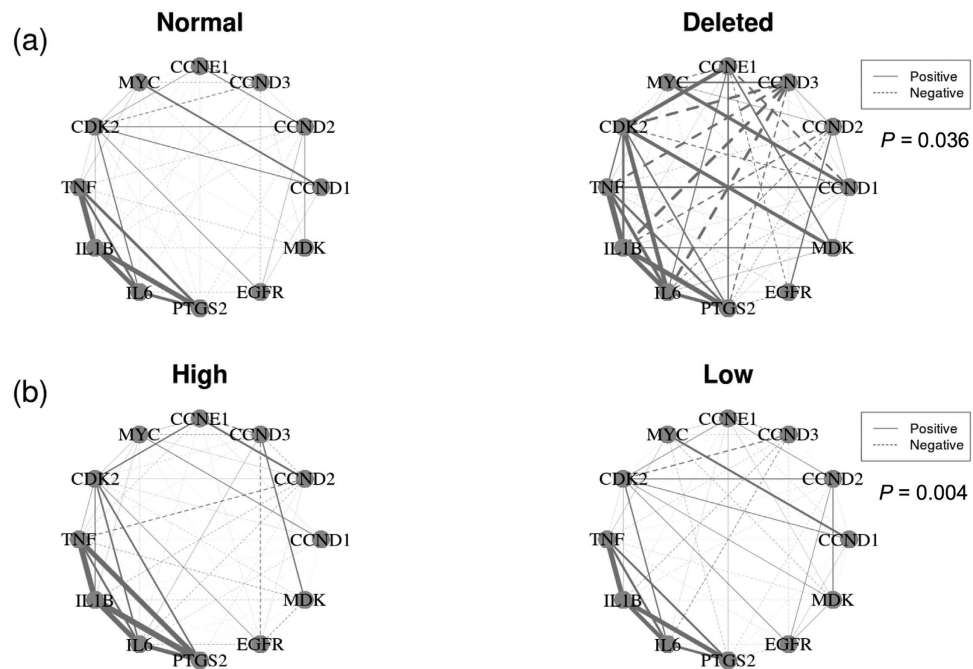 (a)
Normal
CCNE1
MYC
CCND3
CDK2
CCND2
TNF
CCND1
IL1B
MDK
IL6
EGFR
PTGS2
Deleted
CCNE1
MYC
CCND3
CDK2
CCND2
TNF
CCND1
IL1B
MDK
IL6
EGFR
PTGS2
Positive
Negative
P = 0.036
(b)
High
CCNE1
MYC
CCND3
CDK2
CCND2
TNF
CCND1
IL1B
MDK
IL6
EGFR
PTGS2
Low
CCNE1
MYC
CCND3
CDK2
CCND2
TNF
CCND1
IL1B
MDK
IL6
EGFR
PTGS2
Positive
Negative
P = 0.004